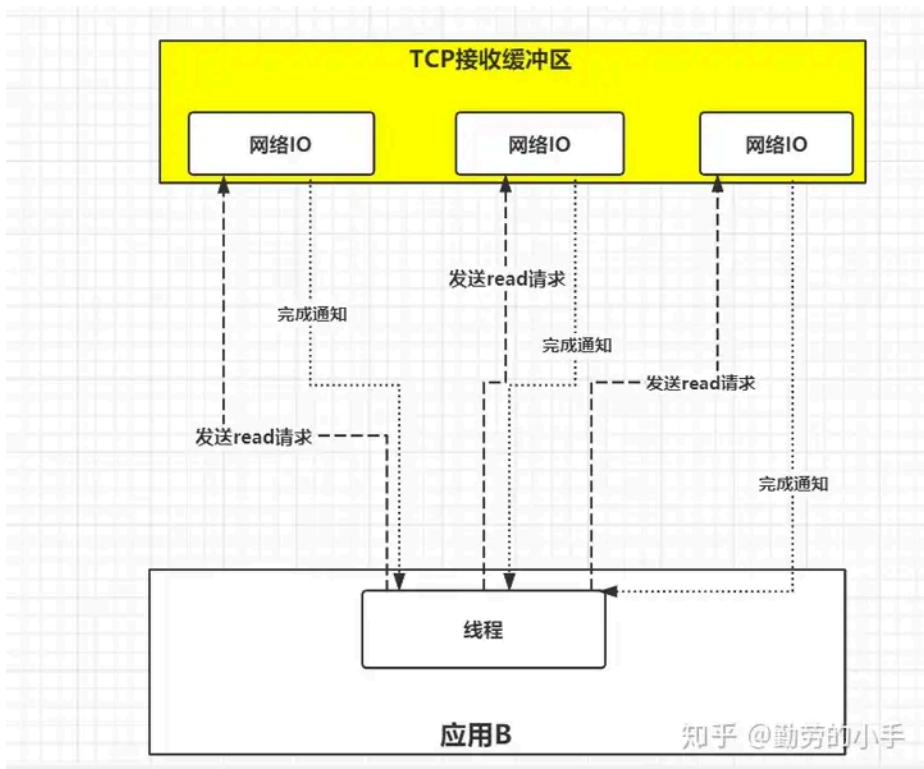 TCP接收缓冲区
网络IO
网络IO
网络IO
发送read请求
完成通知
完成通知
发送read请求
发送read请求
完成通知
线程
应用B
知乎 @勤劳的小手